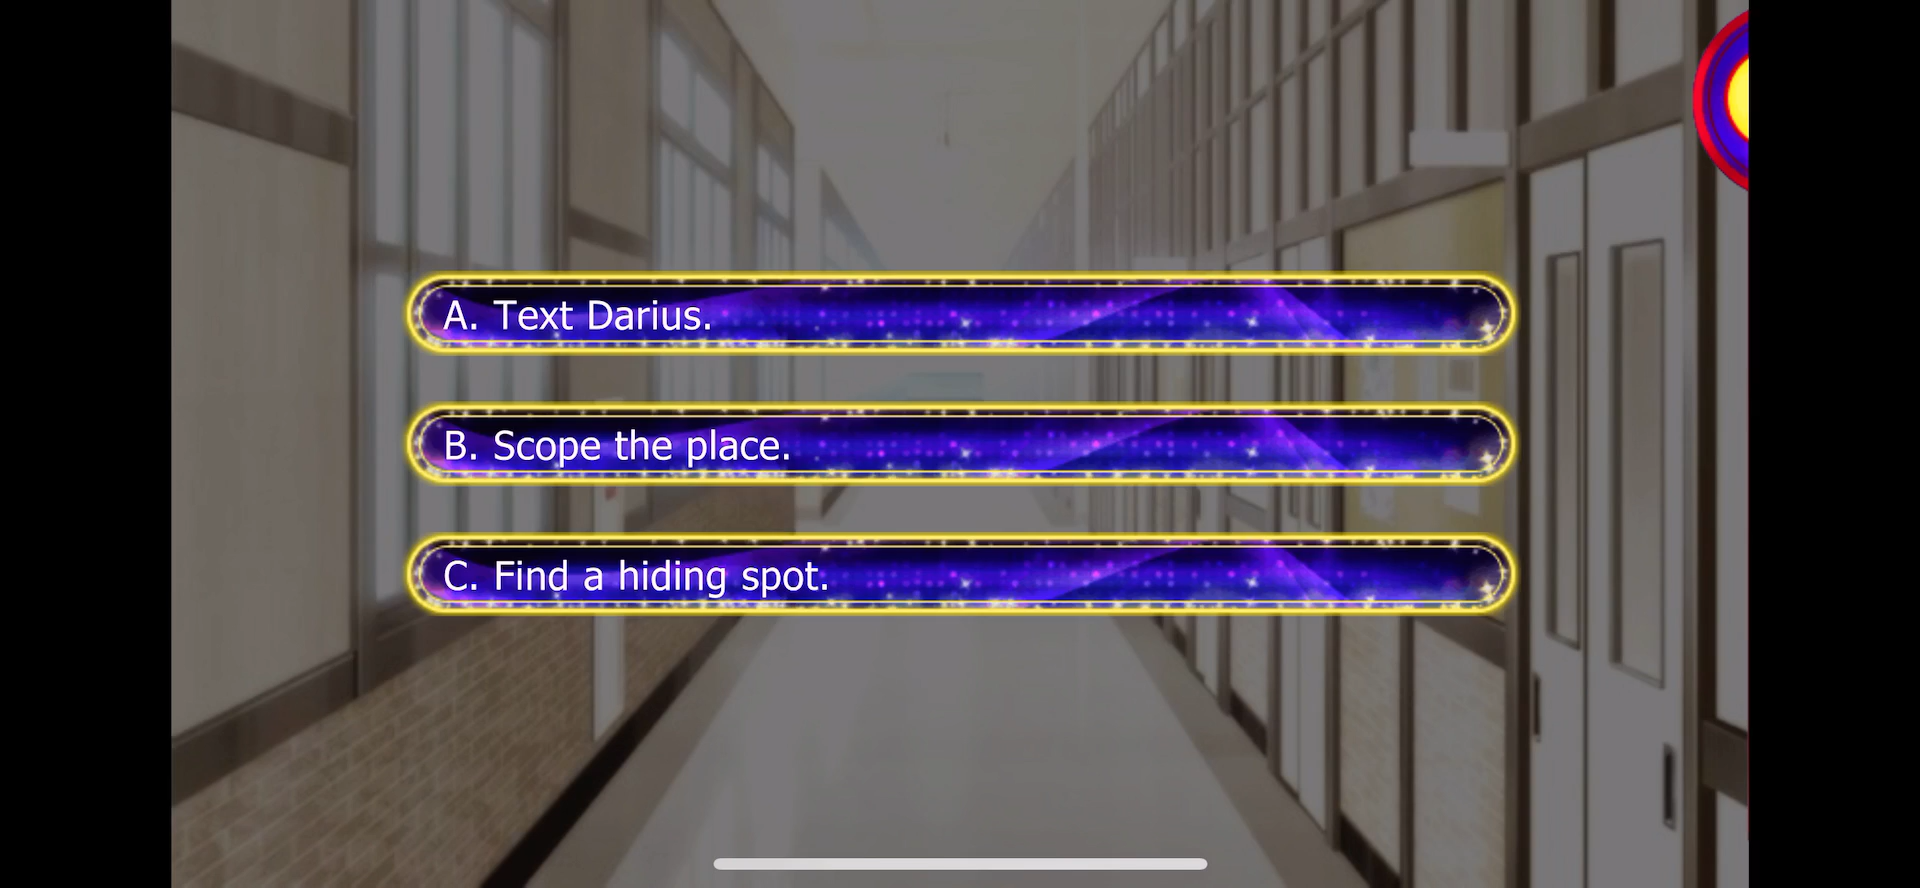 A. Text Darius.
B. Scope the place.
C. Find a hiding spot.